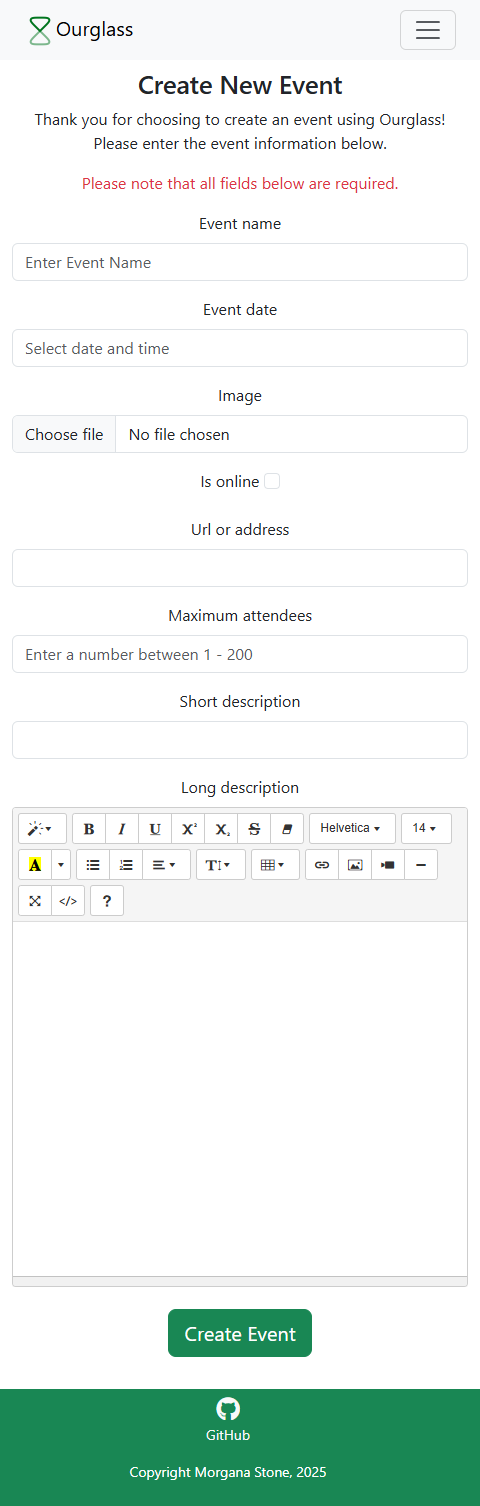 Ourglass
Create New Event
Thank you for choosing to create an event using Ourglass!
Please enter the event information below.
Please note that all fields below are required.
Event name
Enter Event Name
Event date
Select date and time
Image
Choose file No file chosen
Is online
Url or address
Maximum attendees
Enter a number between 1 - 200
Short description
Long description
B I U X² X₂ S Helvetica 14
A T
</> ?
Create Event
GitHub
Copyright Morgana Stone, 2025